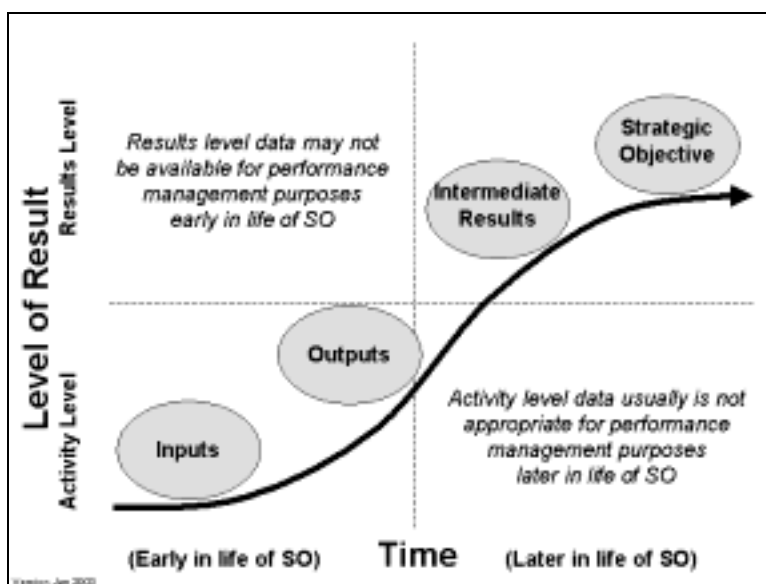 Level of Result
Results Level
Activity Level
Results level data may not
be available for performance
management purposes
early in life of SO
Strategic
Objective
Intermediate
Results
Outputs
Inputs
Activity level data usually is not
appropriate for performance
management purposes
later in life of SO
(Early in life of SO)
Time
(Later in life of SO)